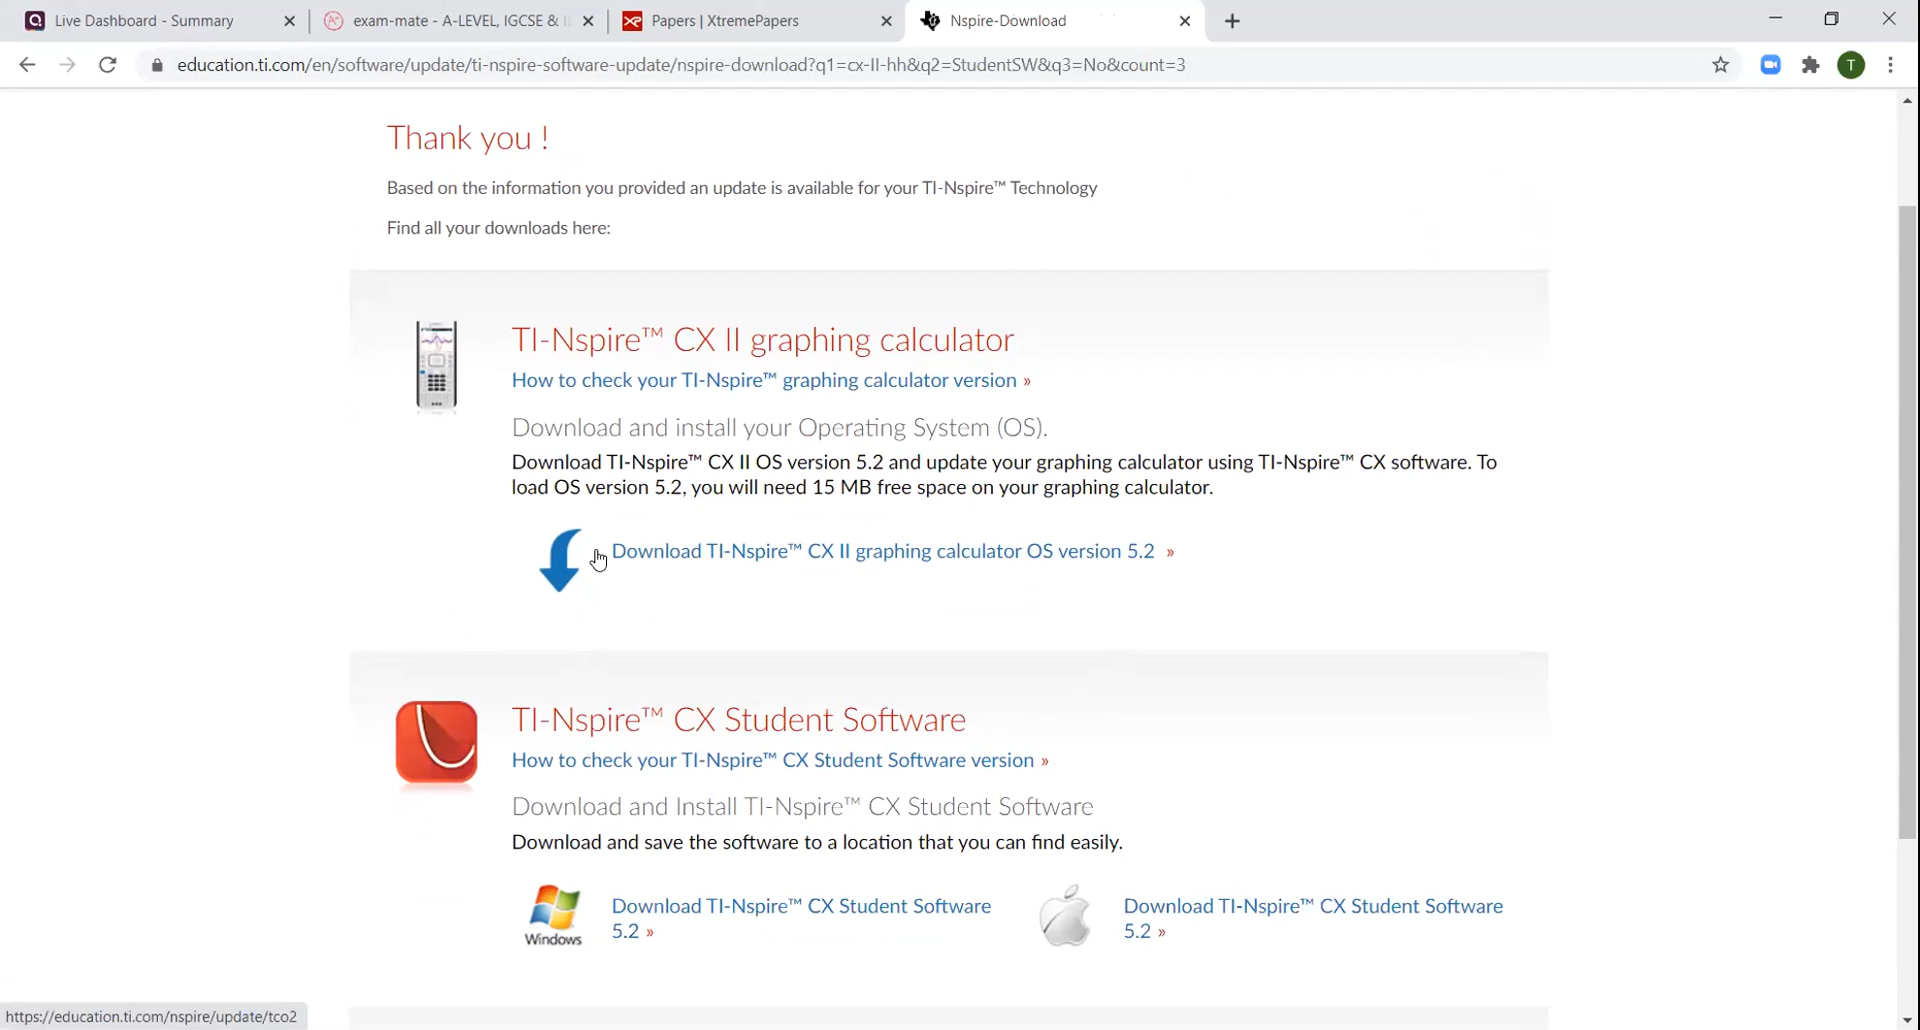 Live Dashboard - Summary
exam-mate - A-LEVEL, IGCSE &
Papers | XtremePapers
Nspire-Download
education.ti.com/en/software/update/ti-nspire-software-update/nspire-download?q1=cx-II-hh&q2=StudentSW&q3=No&count=3
T
Thank you !
Based on the information you provided an update is available for your TI-Nspire™ Technology
Find all your downloads here:
TI-Nspire™ CX II graphing calculator
How to check your TI-Nspire™ graphing calculator version »
Download and install your Operating System (OS).
Download TI-Nspire™ CX II OS version 5.2 and update your graphing calculator using TI-Nspire™ CX software. To
load OS version 5.2, you will need 15 MB free space on your graphing calculator.
Download TI-Nspire™ CX II graphing calculator OS version 5.2 »
TI-Nspire™ CX Student Software
How to check your TI-Nspire™ CX Student Software version »
Download and Install TI-Nspire™ CX Student Software
Download and save the software to a location that you can find easily.
Windows
Download TI-Nspire™ CX Student Software
5.2 »
Download TI-Nspire™ CX Student Software
5.2 »
https://education.ti.com/nspire/update/tco2